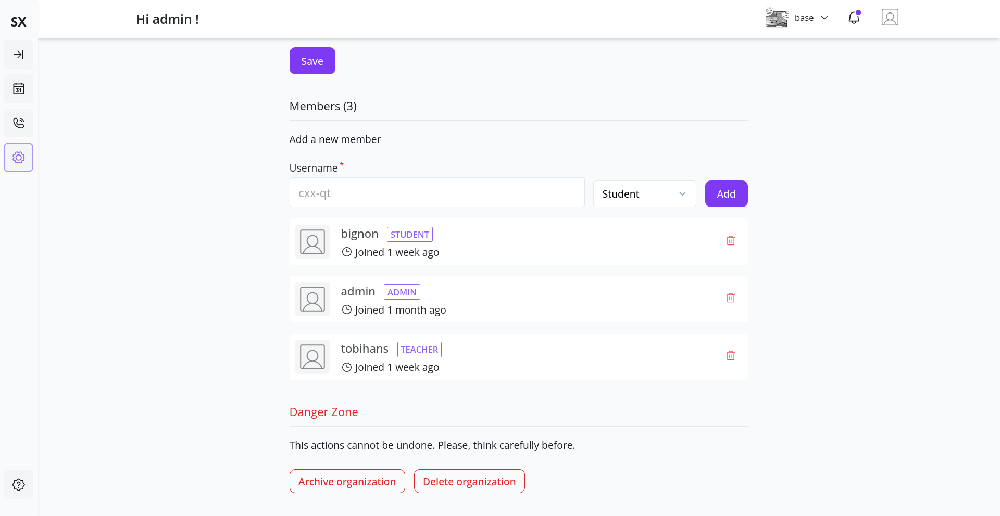 SX
Hi admin !
base
31
Save
Members (3)
Add a new member
Username *
cxx-qt
Student
Add
bignon STUDENT
Joined 1 week ago
admin ADMIN
Joined 1 month ago
tobihans TEACHER
Joined 1 week ago
Danger Zone
This actions cannot be undone. Please, think carefully before.
Archive organization
Delete organization